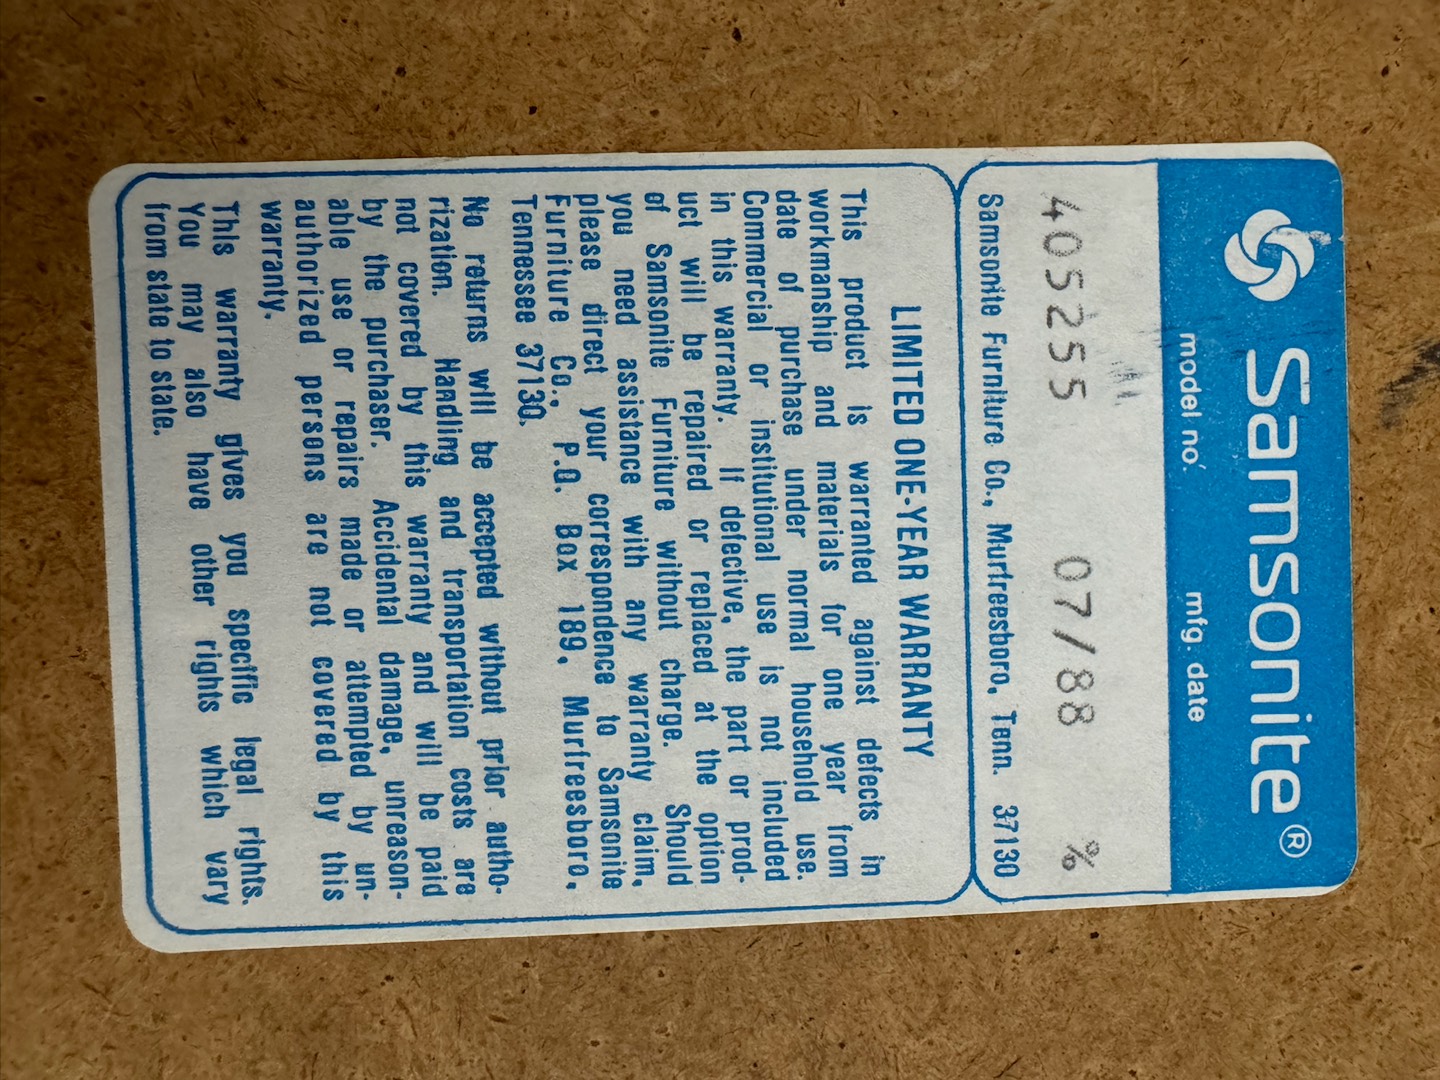 Samsonite®
model no. mfg. date
405255 07/88 %
Samsonite Furniture Co., Murfreesboro, Tenn. 37130
LIMITED ONE-YEAR WARRANTY
This product is warranted against defects in
workmanship and materials for one year from
date of purchase under normal household use.
Commercial or institutional use is not included
in this warranty. If defective, the part or prod-
uct will be repaired or replaced at the option
of Samsonite Furniture without charge. Should
you need assistance with any warranty claim,
please direct your correspondence to Samsonite
Furniture Co., P.O. Box 189, Murfreesboro,
Tennessee 37130.
No returns will be accepted without prior autho-
rization. Handling and transportation costs are
not covered by this warranty and will be paid
by the purchaser. Accidental damage, unreason-
able use or repairs made or attempted by un-
authorized persons are not covered by this
warranty.
This warranty gives you specific legal rights.
You may also have other rights which vary
from state to state.